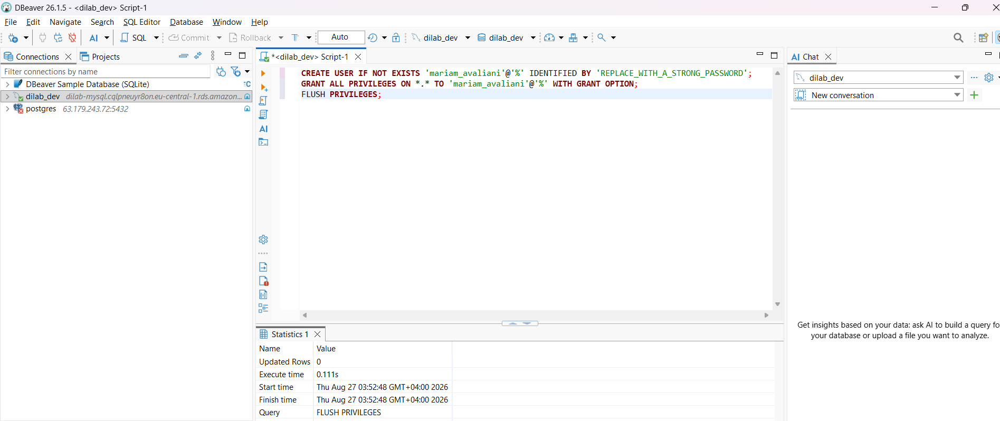 DBeaver 26.1.5 - <dilab_dev> Script-1
File Edit Navigate Search SQL Editor Database Window Help
AI SQL Commit Rollback T Auto dilab_dev dilab_dev
Connections Projects
Filter connections by name
DBeaver Sample Database (SQLite)
dilab_dev dilab-mysql.cqlpneuyr8on.eu-central-1.rds.amazon...
postgres 63.179.243.72:5432
*<dilab_dev> Script-1
CREATE USER IF NOT EXISTS 'mariam_avaliani'@'%' IDENTIFIED BY 'REPLACE_WITH_A_STRONG_PASSWORD';
GRANT ALL PRIVILEGES ON *.* TO 'mariam_avaliani'@'%' WITH GRANT OPTION;
FLUSH PRIVILEGES;
AI
Statistics 1
Name Value
Updated Rows 0
Execute time 0.111s
Start time Thu Aug 27 03:52:48 GMT+04:00 2026
Finish time Thu Aug 27 03:52:48 GMT+04:00 2026
Query FLUSH PRIVILEGES
AI Chat
dilab_dev
New conversation
Get insights based on your data: ask AI to build a query fo
your database or upload a file you want to analyze.